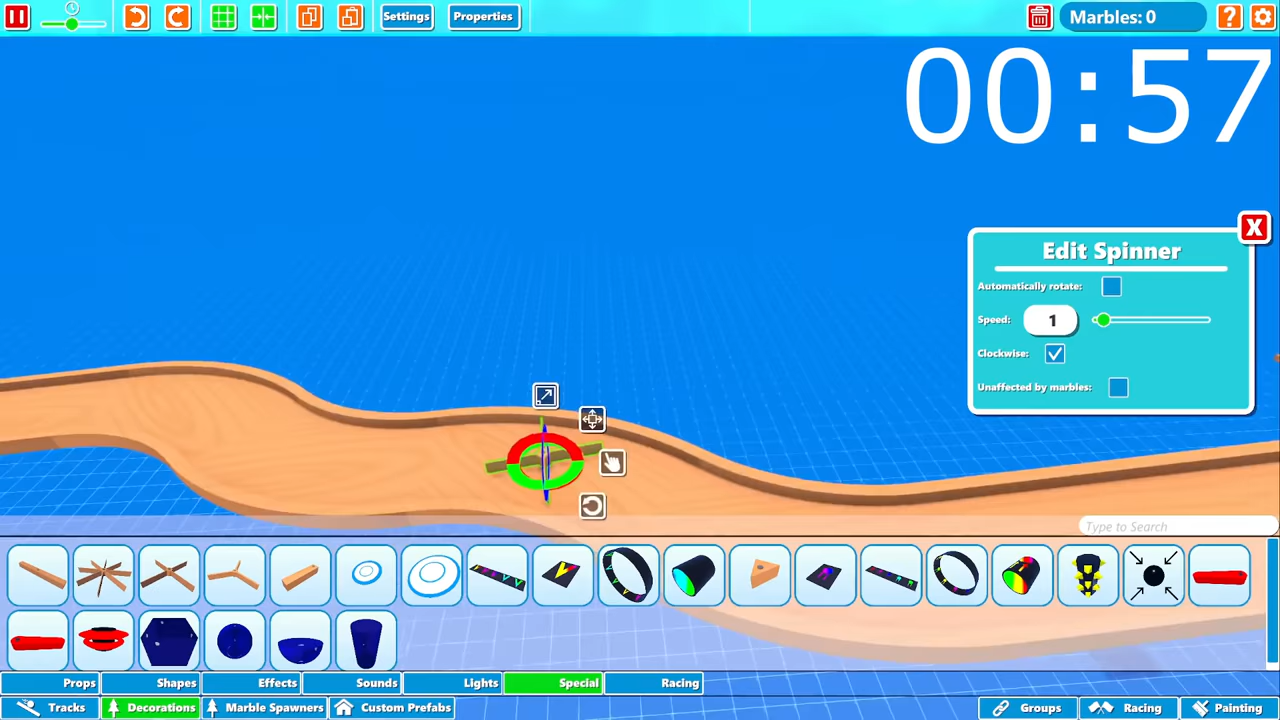 Settings
Properties
Marbles: 0
00:57
X
Edit Spinner
Automatically rotate:
Speed: 1
Clockwise:
Unaffected by marbles:
Type to Search
Props
Shapes
Effects
Sounds
Lights
Special
Racing
Tracks
Decorations
Marble Spawners
Custom Prefabs
Groups
Racing
Painting